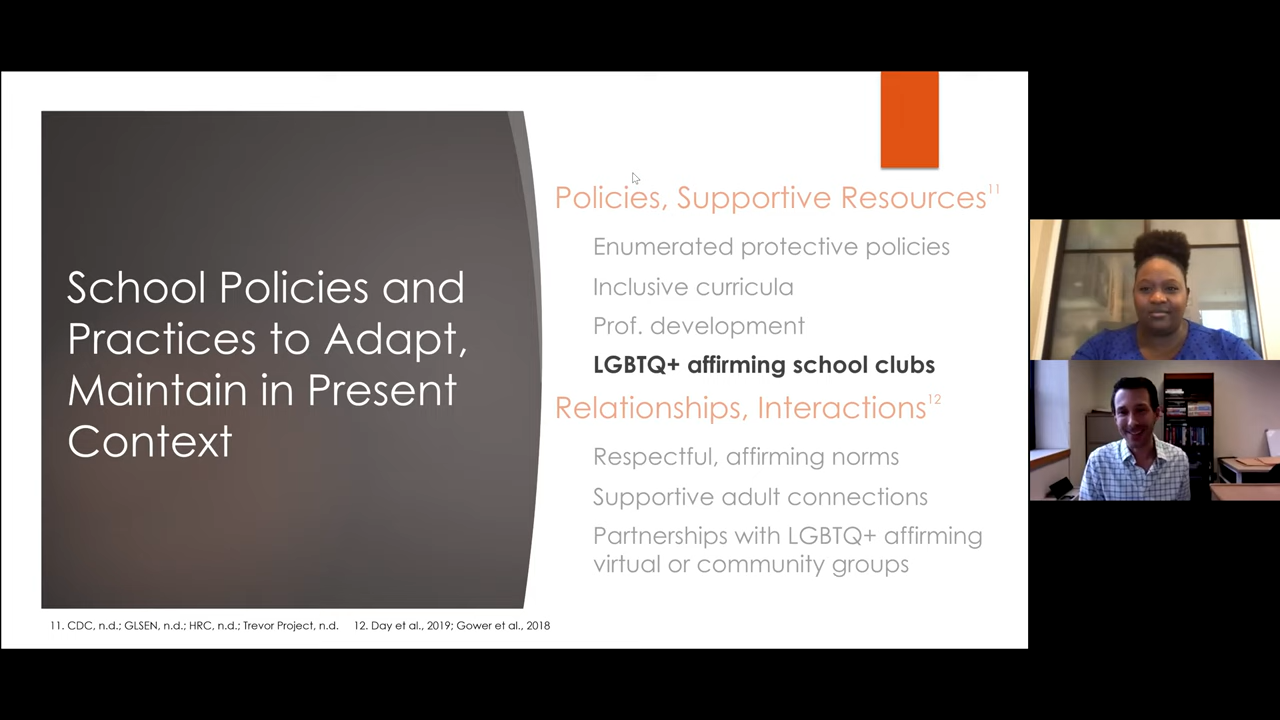 School Policies and
Practices to Adapt,
Maintain in Present
Context
Policies, Supportive Resources11
Enumerated protective policies
Inclusive curricula
Prof. development
LGBTQ+ affirming school clubs
Relationships, Interactions12
Respectful, affirming norms
Supportive adult connections
Partnerships with LGBTQ+ affirming
virtual or community groups
11. CDC, n.d.; GLSEN, n.d.; HRC, n.d.; Trevor Project, n.d. 12. Day et al., 2019; Gower et al., 2018